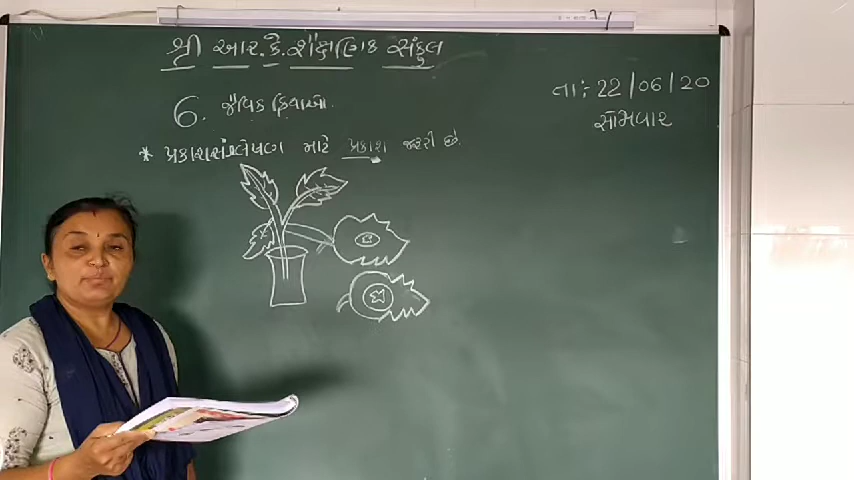 શ્રી આર.કે.શૈક્ષણિક સંકુલ
તા: 22/06/20
સોમવાર
6. જૈવિક ક્રિયાઓ.
* પ્રકાશસંશ્લેષણ માટે પ્રકાશ જરૂરી છે.